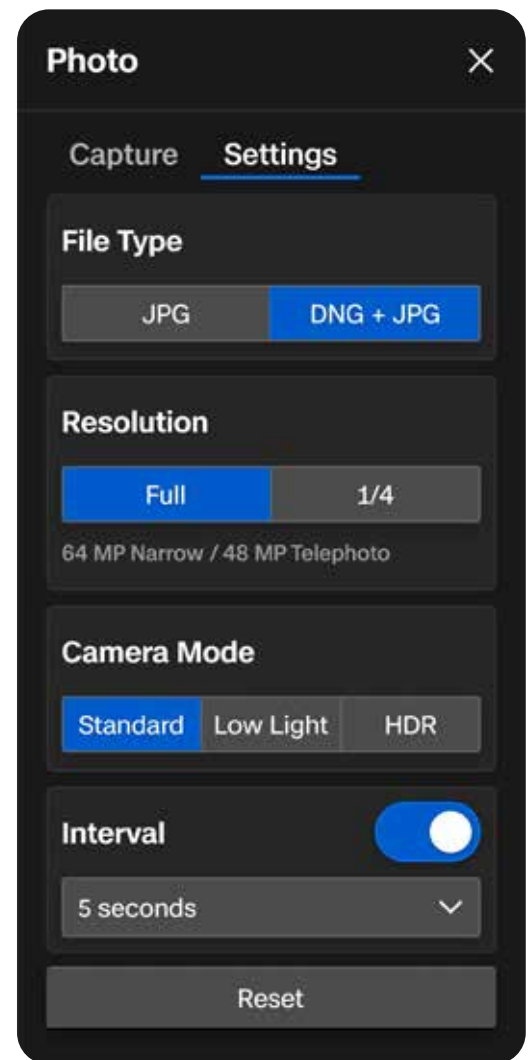 Photo
Capture Settings
File Type
JPG DNG + JPG
Resolution
Full 1/4
64 MP Narrow / 48 MP Telephoto
Camera Mode
Standard Low Light HDR
Interval
5 seconds
Reset